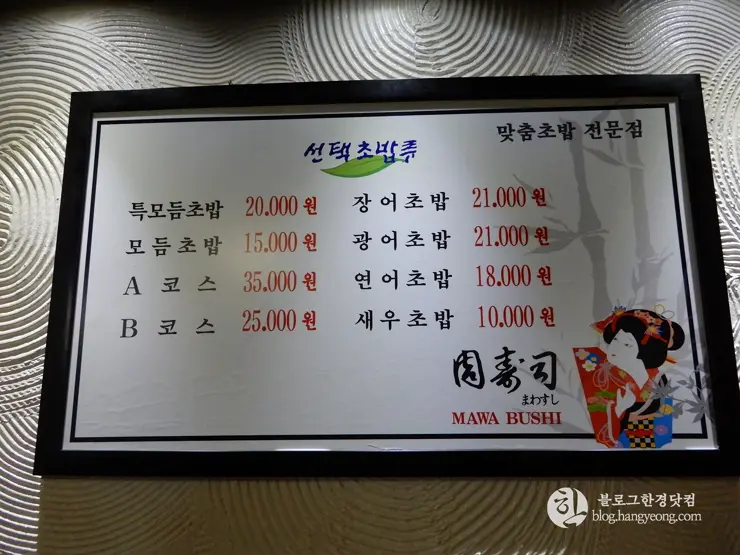 맞춤초밥 전문점
선택초밥류
특모듬초밥 20.000 원
모듬초밥 15.000 원
A 코스 35.000 원
B 코스 25.000 원
장어초밥 21.000 원
광어초밥 21.000 원
연어초밥 18.000 원
새우초밥 10.000 원
周寿司
まわすし
MAWA BUSHI
한 블로그한경닷컴
blog.hangyeong.com